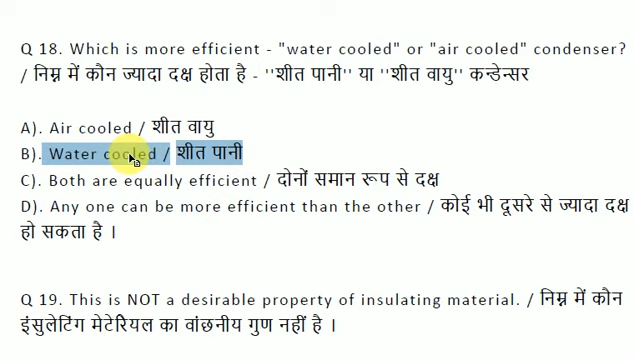 Q 18. Which is more efficient - "water cooled" or "air cooled" condenser?
/ निम्न में कौन ज्यादा दक्ष होता है - ''शीत पानी'' या ''शीत वायु'' कन्डेन्सर
A). Air cooled / शीत वायु
B). Water cooled / शीत पानी
C). Both are equally efficient / दोनों समान रूप से दक्ष
D). Any one can be more efficient than the other / कोई भी दूसरे से ज्यादा दक्ष
हो सकता है ।
Q 19. This is NOT a desirable property of insulating material. / निम्न में कौन
इंसुलेटिंग मेटेरियल का वांछनीय गुण नहीं है ।